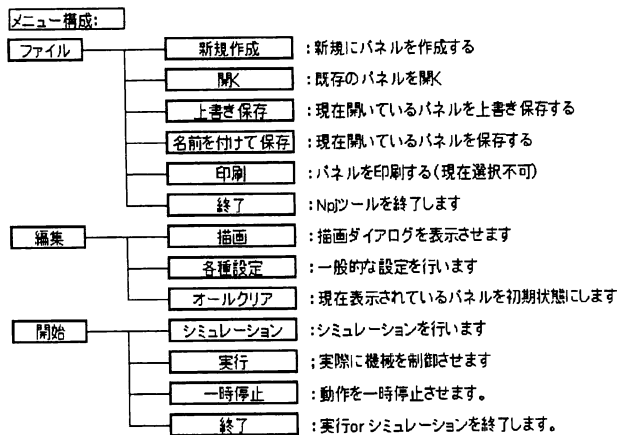 メニュー構成:
ファイル
新規作成 :新規にパネルを作成する
開く :既存のパネルを開く
上書き保存 :現在開いているパネルを上書き保存する
名前を付けて保存 :現在開いているパネルを保存する
印刷 :パネルを印刷する(現在選択不可)
終了 :Npjツールを終了します
編集
描画 :描画ダイアログを表示させます
各種設定 :一般的な設定を行います
オールクリア :現在表示されているパネルを初期状態にします
開始
シミュレーション :シミュレーションを行います
実行 ;実際に機械を制御させます
一時停止 :動作を一時停止させます。
終了 :実行or シミュレーションを終了します。